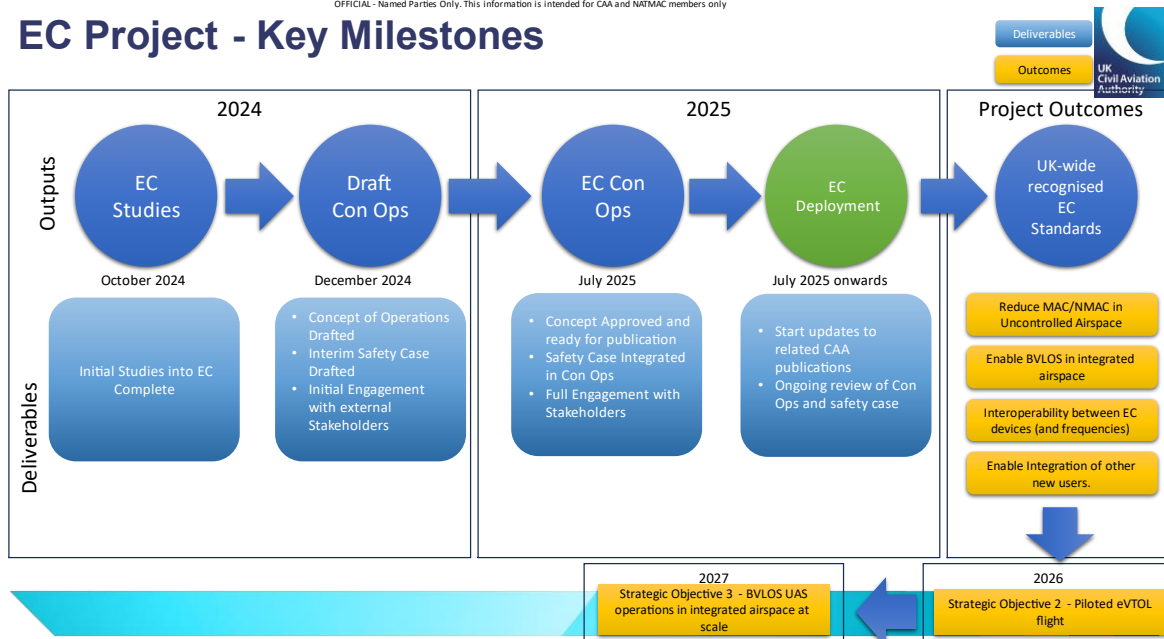 OFFICIAL - Named Parties Only. This information is intended for CAA and NATMAC members only
EC Project - Key Milestones
Deliverables
Outcomes
UK
Civil Aviation
Authority
2024
2025
Project Outcomes
Outputs
EC
Studies
Draft
Con Ops
EC Con
Ops
EC
Deployment
UK-wide
recognised
EC
Standards
October 2024
December 2024
July 2025
July 2025 onwards
Deliverables
Initial Studies into EC
Complete
• Concept of Operations
Drafted
• Interim Safety Case
Drafted
• Initial Engagement
with external
Stakeholders
• Concept Approved and
ready for publication
• Safety Case Integrated
in Con Ops
• Full Engagement with
Stakeholders
• Start updates to
related CAA
publications
• Ongoing review of Con
Ops and safety case
Reduce MAC/NMAC in
Uncontrolled Airspace
Enable BVLOS in integrated
airspace
Interoperability between EC
devices (and frequencies)
Enable Integration of other
new users.
2027
Strategic Objective 3 - BVLOS UAS
operations in integrated airspace at
scale
2026
Strategic Objective 2 - Piloted eVTOL
flight